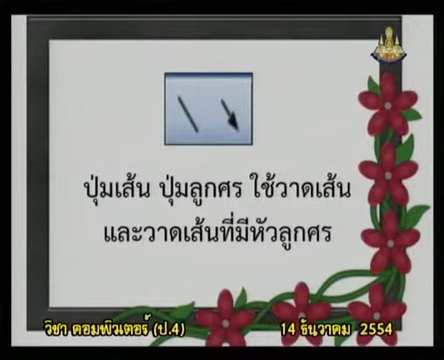 ปุ่มเส้น ปุ่มลูกศร ใช้วาดเส้น
และวาดเส้นที่มีหัวลูกศร
วิชา คอมพิวเตอร์ (ป.4) 14 ธันวาคม 2554